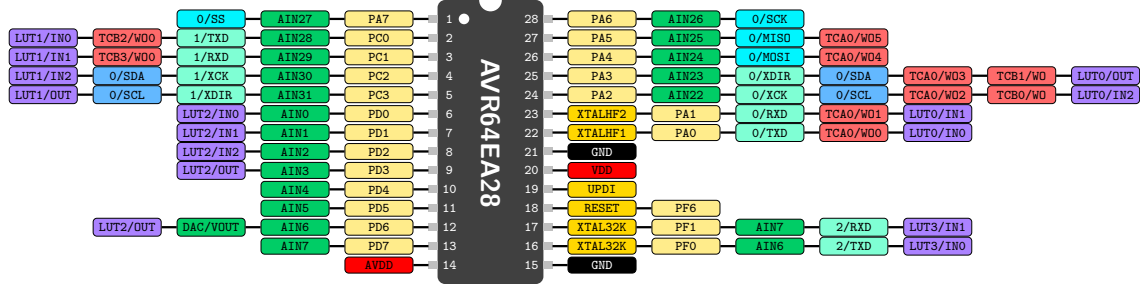 0/SS AIN27 PA7 1 28 PA6 AIN26 0/SCK
LUT1/IN0 TCB2/WO0 1/TXD AIN28 PC0 2 27 PA5 AIN25 0/MISO TCA0/WO5
LUT1/IN1 TCB3/WO0 1/RXD AIN29 PC1 3 26 PA4 AIN24 0/MOSI TCA0/WO4
LUT1/IN2 0/SDA 1/XCK AIN30 PC2 4 25 PA3 AIN23 0/XDIR 0/SDA TCA0/WO3 TCB1/WO LUT0/OUT
LUT1/OUT 0/SCL 1/XDIR AIN31 PC3 5 24 PA2 AIN22 0/XCK 0/SCL TCA0/WO2 TCB0/WO LUT0/IN2
LUT2/IN0 AIN0 PD0 6 23 XTALHF2 PA1 0/RXD TCA0/WO1 LUT0/IN1
LUT2/IN1 AIN1 PD1 7 22 XTALHF1 PA0 0/TXD TCA0/WO0 LUT0/IN0
LUT2/IN2 AIN2 PD2 8 21 GND
LUT2/OUT AIN3 PD3 9 20 VDD
AIN4 PD4 10 19 UPDI
AIN5 PD5 11 18 RESET PF6
LUT2/OUT DAC/VOUT AIN6 PD6 12 17 XTAL32K PF1 AIN7 2/RXD LUT3/IN1
AIN7 PD7 13 16 XTAL32K PF0 AIN6 2/TXD LUT3/IN0
AVDD 14 15 GND
AVR64EA28